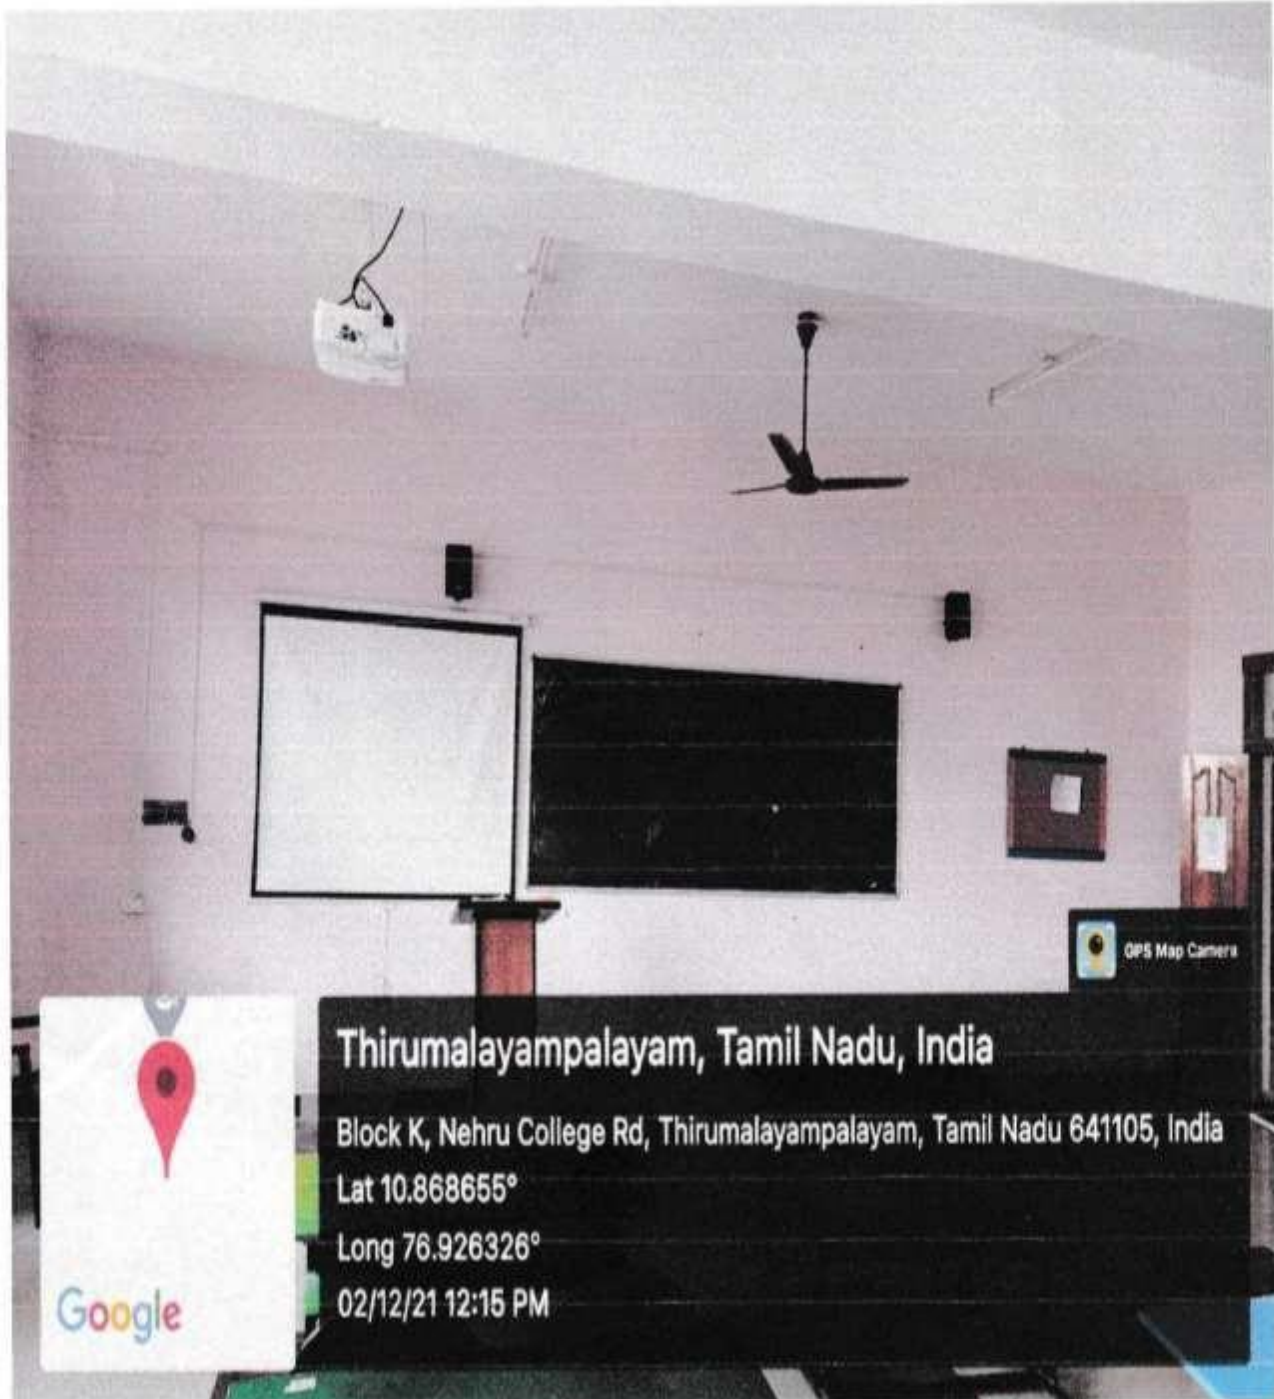 GPS Map Camera
Thirumalayampalayam, Tamil Nadu, India
Block K, Nehru College Rd, Thirumalayampalayam, Tamil Nadu 641105, India
Lat 10.868655°
Long 76.926326°
02/12/21 12:15 PM
Google